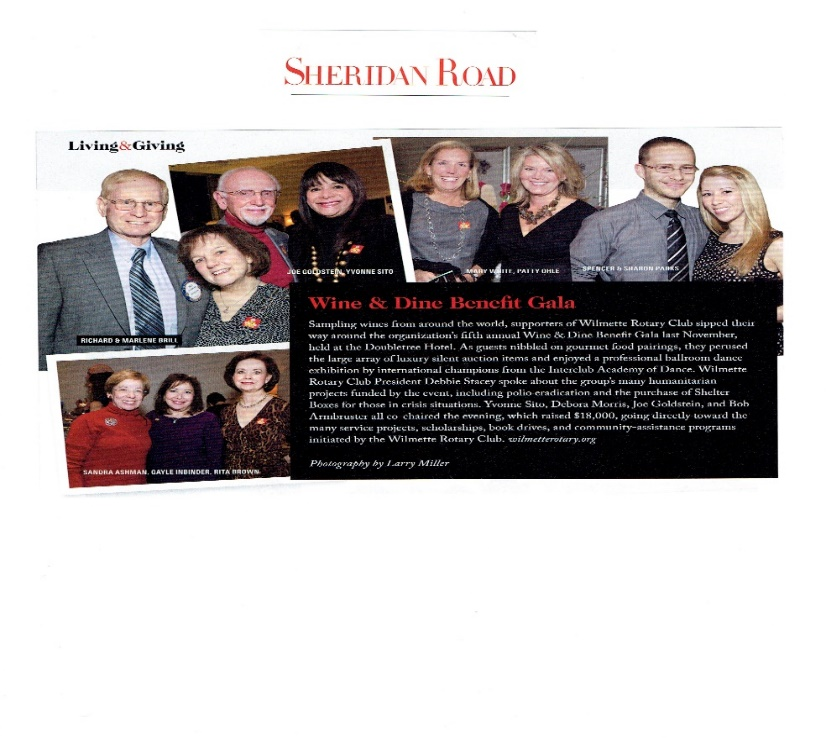 SHERIDAN ROAD
Living&Giving
JOE GOLDSTEIN, YVONNE SITO
MARY WHITE, PATTY OHLE
SPENCER & SHARON PARKS
RICHARD & MARLENE BRILL
SANDRA ASHMAN, GAYLE INBINDER, RITA BROWN
Wine & Dine Benefit Gala
Sampling wines from around the world, supporters of Wilmette Rotary Club sipped their
way around the organization's fifth annual Wine & Dine Benefit Gala last November,
held at the Doubletree Hotel. As guests nibbled on gourmet food pairings, they perused
the large array of luxury silent auction items and enjoyed a professional ballroom dance
exhibition by international champions from the Interclub Academy of Dance. Wilmette
Rotary Club President Debbie Stacey spoke about the group's many humanitarian
projects funded by the event, including polio eradication and the purchase of Shelter
Boxes for those in crisis situations. Yvonne Sito, Debora Morris, Joe Goldstein, and Bob
Armbruster all co-chaired the evening, which raised $18,000, going directly toward the
many service projects, scholarships, book drives, and community-assistance programs
initiated by the Wilmette Rotary Club. wilmetterotary.org
Photography by Larry Miller